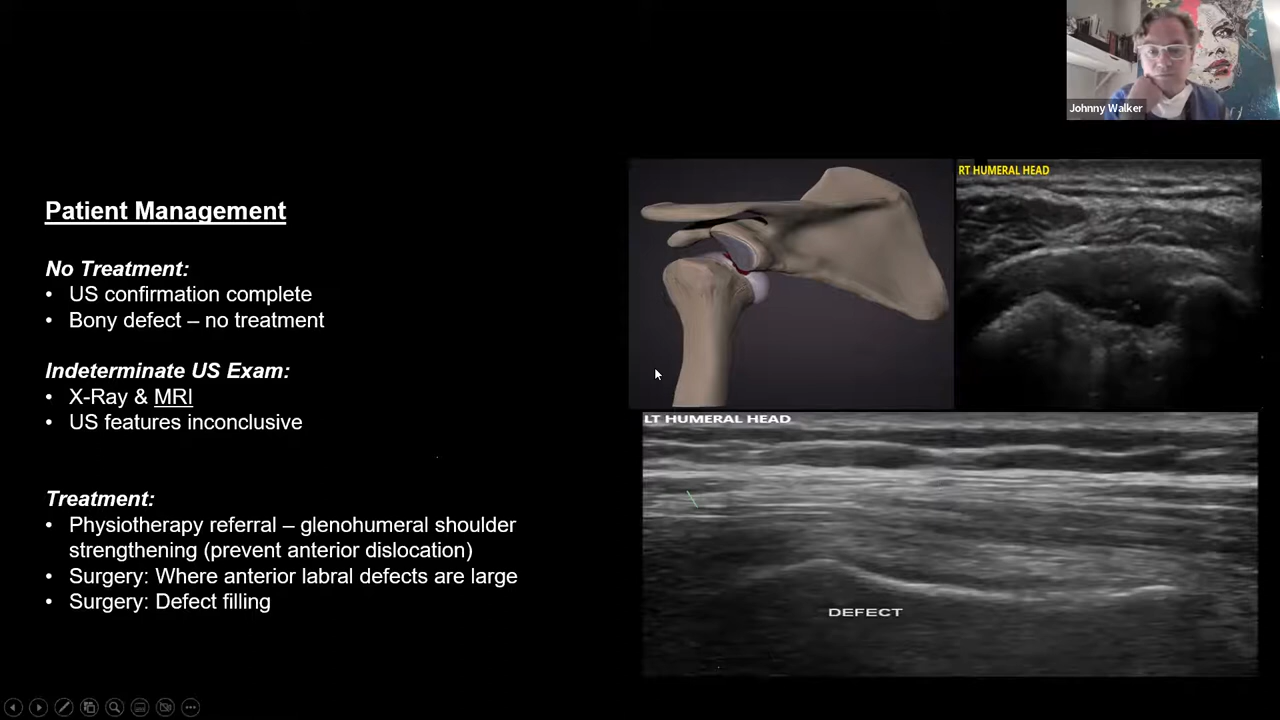 Johnny Walker
Patient Management
No Treatment:
• US confirmation complete
• Bony defect – no treatment
Indeterminate US Exam:
• X-Ray & MRI
• US features inconclusive
Treatment:
• Physiotherapy referral – glenohumeral shoulder
strengthening (prevent anterior dislocation)
• Surgery: Where anterior labral defects are large
• Surgery: Defect filling
RT HUMERAL HEAD
LT HUMERAL HEAD
DEFECT